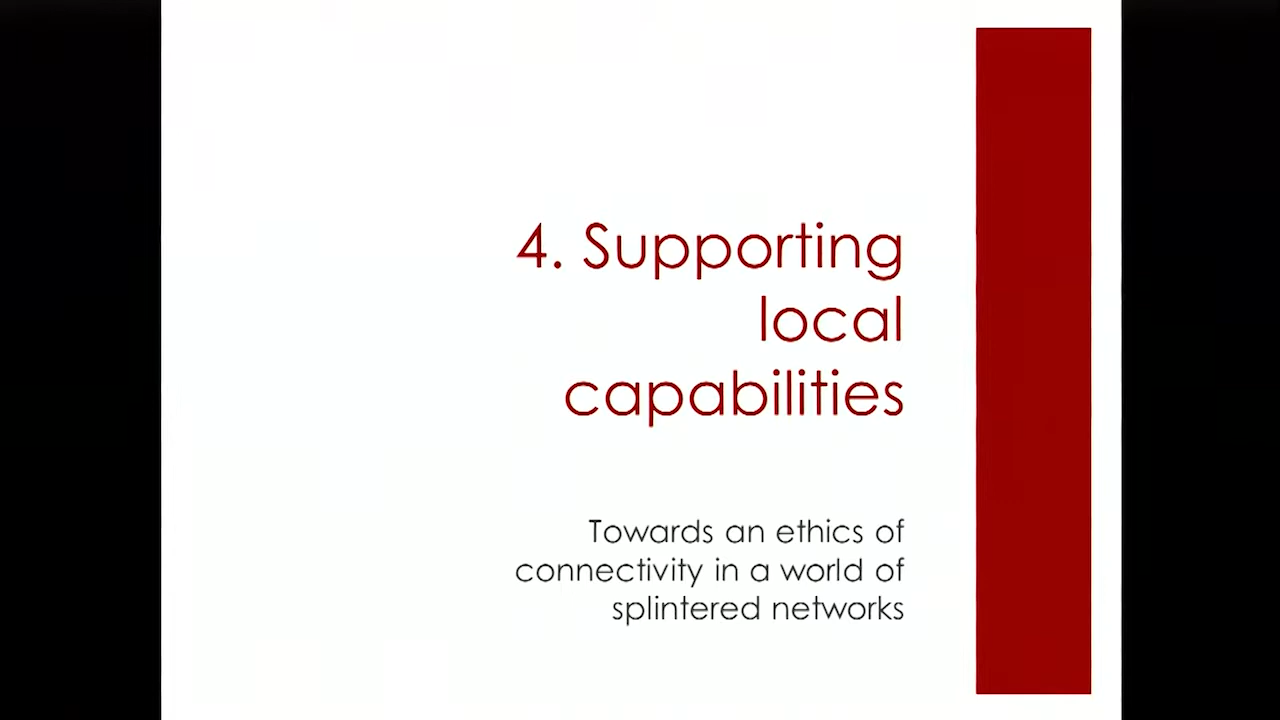 4. Supporting
local
capabilities
Towards an ethics of
connectivity in a world of
splintered networks